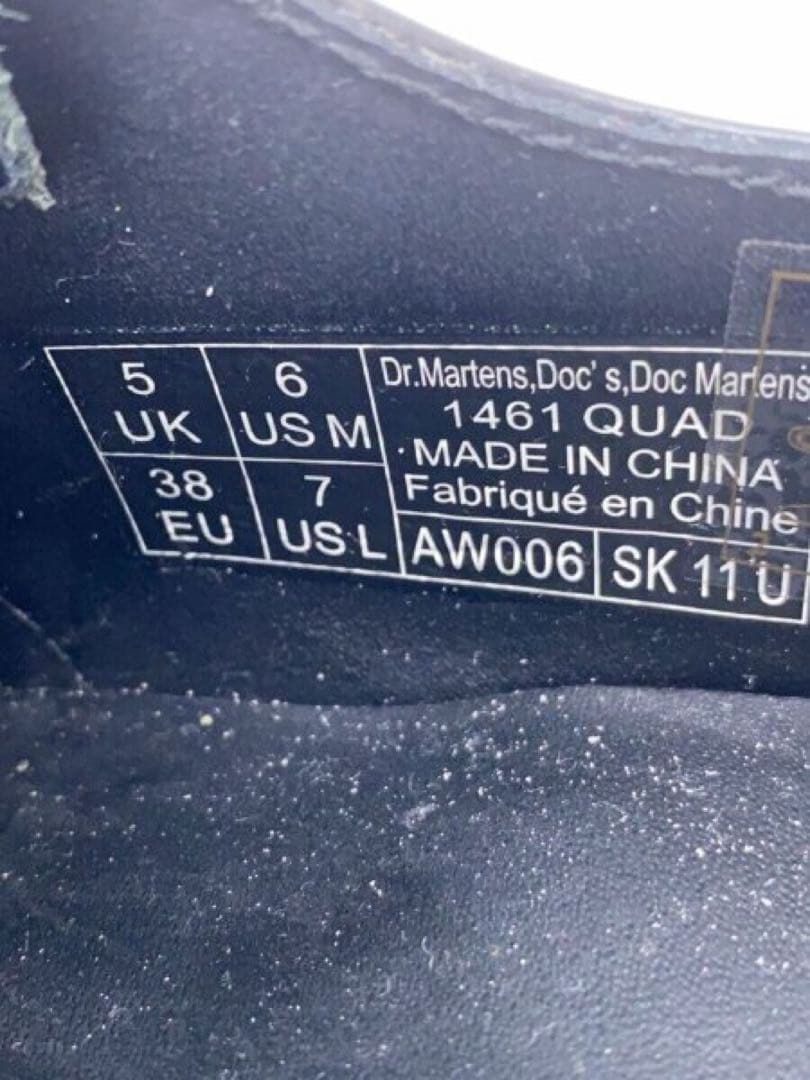 5 UK
6 US M
38 EU
7 US L
Dr.Martens,Doc's,Doc Martens
1461 QUAD
MADE IN CHINA
Fabriqué en Chine
AW006
SK 11 U